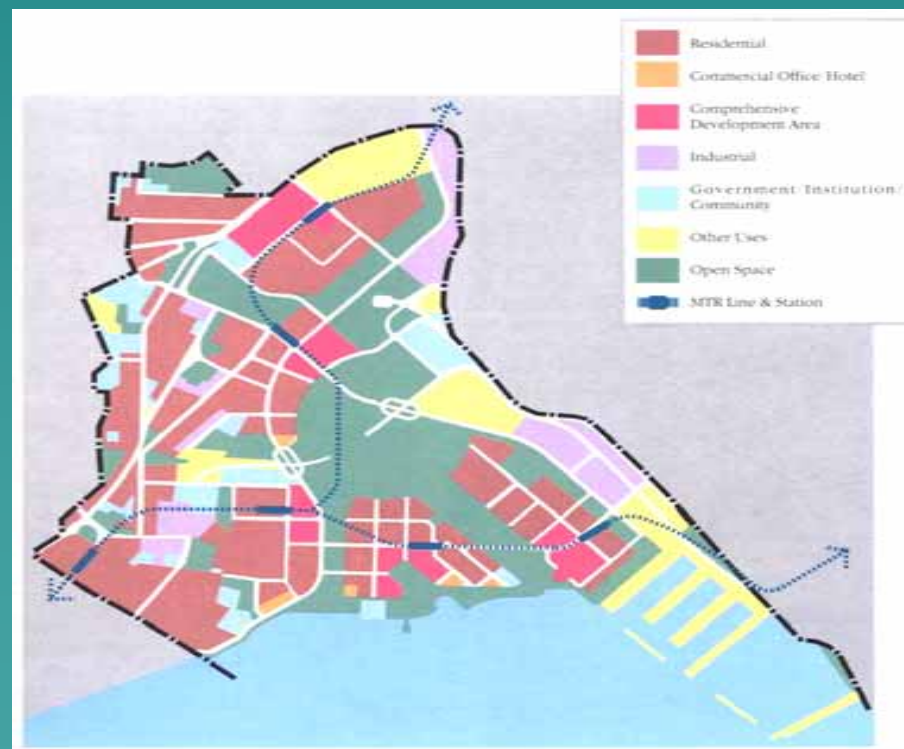 Residential
Commercial Office Hotel
Comprehensive
Development Area
Industrial
Government Institution/
Community
Other Uses
Open Space
MTR Line & Station